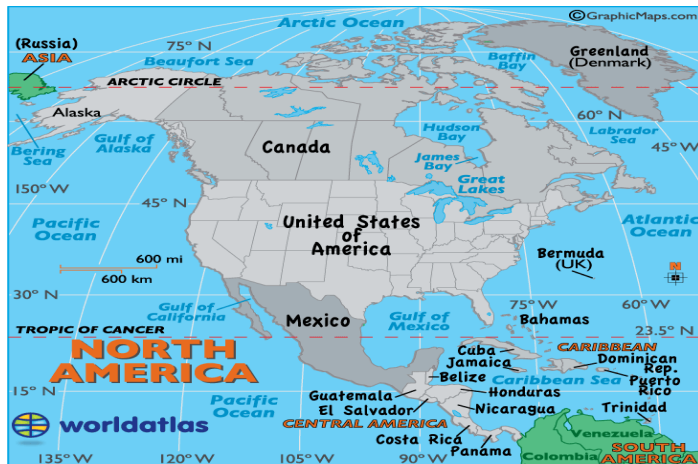 ©GraphicMaps.com
Arctic Ocean
(Russia)
ASIA
75° N
Beaufort Sea
Baffin
Bay
Greenland
(Denmark)
ARCTIC CIRCLE
Alaska
60° N
Labrador
Sea
Bering
Sea
Gulf of
Alaska
Canada
Hudson
Bay
James
Bay
45° W
Great
Lakes
150° W
45° N
Pacific
Ocean
United States
of
America
Atlantic
Ocean
Bermuda
(UK)
N
600 mi
600 km
30° N
Gulf of
California
75° W
60° W
Bahamas
TROPIC OF CANCER
23.5° N
Mexico
Gulf of
Mexico
NORTH
AMERICA
Cuba
CARIBBEAN
Jamaica
Dominican
Rep.
Belize
Caribbean Sea
Puerto
Rico
15° N
15° N
Guatemala
Honduras
Pacific
Ocean
El Salvador
Nicaragua
Trinidad
CENTRAL AMERICA
worldatlas
Costa Rica
Panama
Venezuela
SOUTH
AMERICA
Colombia
135° W
120° W
105° W
90° W
75° W